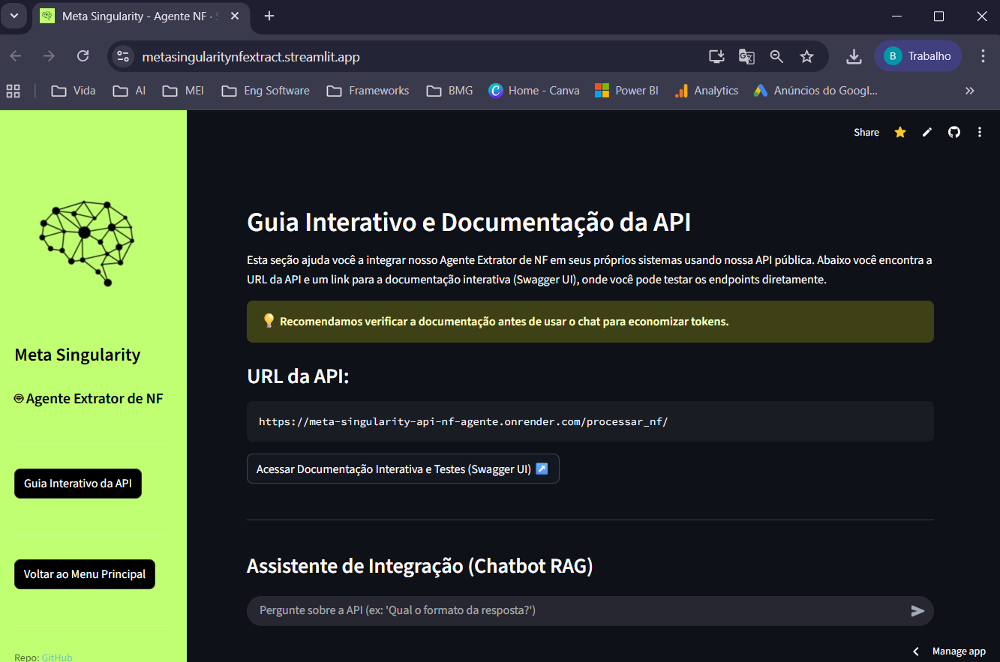 Meta Singularity - Agente NF ·
metasingularitynfextract.streamlit.app
B Trabalho
Vida
AI
MEI
Eng Software
Frameworks
BMG
Home - Canva
Power BI
Analytics
Anúncios do Googl...
Share
Meta Singularity
Agente Extrator de NF
Guia Interativo da API
Voltar ao Menu Principal
Repo: GitHub
Guia Interativo e Documentação da API
Esta seção ajuda você a integrar nosso Agente Extrator de NF em seus próprios sistemas usando nossa API pública. Abaixo você encontra a
URL da API e um link para a documentação interativa (Swagger UI), onde você pode testar os endpoints diretamente.
Recomendamos verificar a documentação antes de usar o chat para economizar tokens.
URL da API:
https://meta-singularity-api-nf-agente.onrender.com/processar_nf/
Acessar Documentação Interativa e Testes (Swagger UI)
Assistente de Integração (Chatbot RAG)
Pergunte sobre a API (ex: 'Qual o formato da resposta?')
Manage app